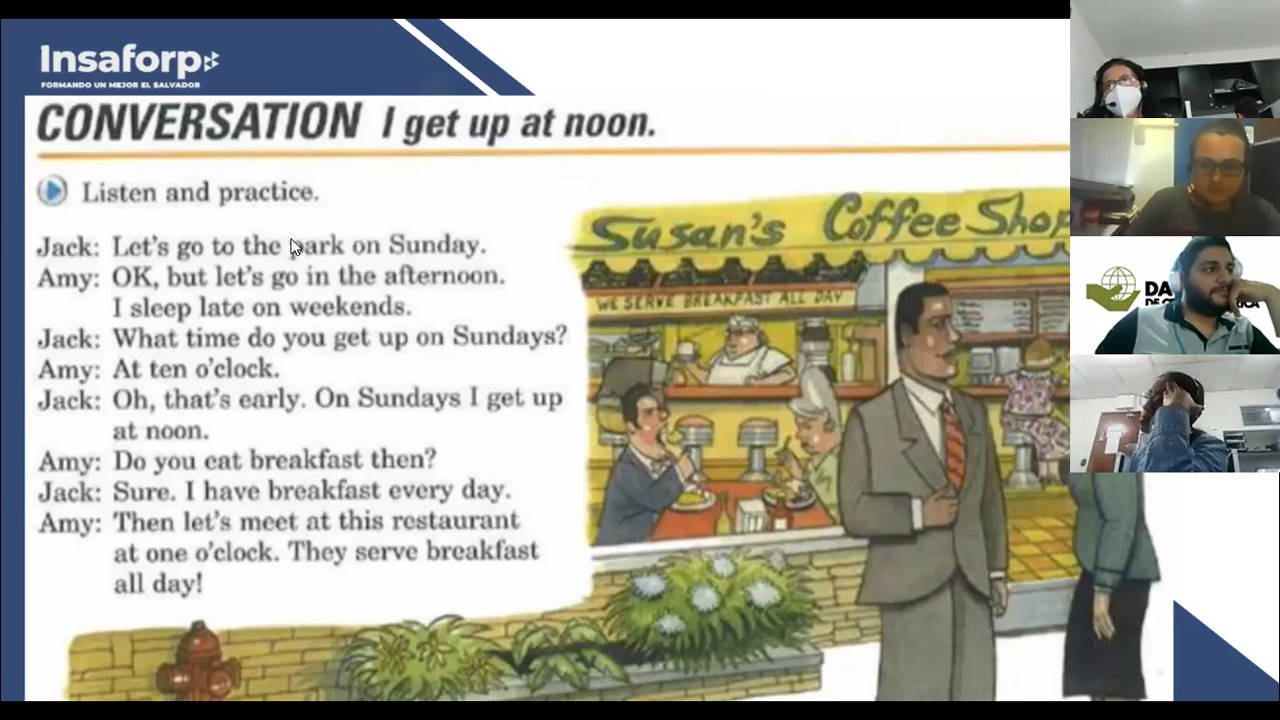 Insaforp
FORMANDO UN MEJOR EL SALVADOR
CONVERSATION I get up at noon.
Listen and practice.
Jack: Let's go to the park on Sunday.
Amy: OK, but let's go in the afternoon.
I sleep late on weekends.
Jack: What time do you get up on Sundays?
Amy: At ten o'clock.
Jack: Oh, that's early. On Sundays I get up
at noon.
Amy: Do you eat breakfast then?
Jack: Sure. I have breakfast every day.
Amy: Then let's meet at this restaurant
at one o'clock. They serve breakfast
all day!
Susan's Coffee Shop
WE SERVE BREAKFAST ALL DAY